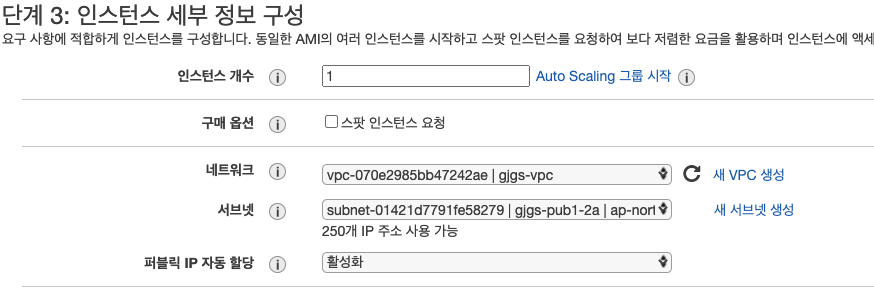 단계 3: 인스턴스 세부 정보 구성
요구 사항에 적합하게 인스턴스를 구성합니다. 동일한 AMI의 여러 인스턴스를 시작하고 스팟 인스턴스를 요청하여 보다 저렴한 요금을 활용하며 인스턴스에 액세
인스턴스 개수 i 1 Auto Scaling 그룹 시작 i
구매 옵션 i 스팟 인스턴스 요청
네트워크 i vpc-070e2985bb47242ae | gjgs-vpc 새 VPC 생성
서브넷 i subnet-01421d7791fe58279 | gjgs-pub1-2a | ap-nort 새 서브넷 생성
250개 IP 주소 사용 가능
퍼블릭 IP 자동 할당 i 활성화